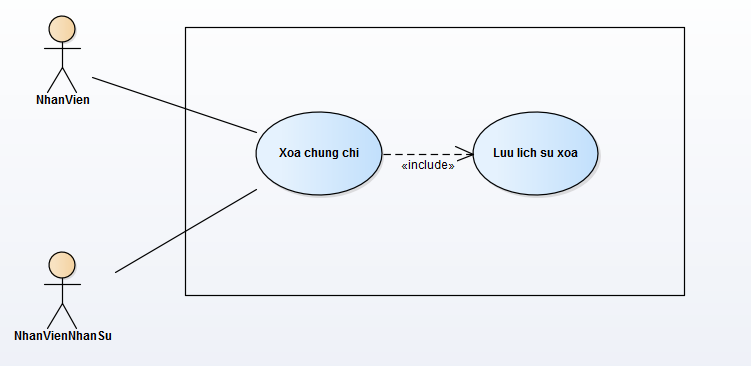 NhanVien
Xoa chung chi
Luu lich su xoa
«include»
NhanVienNhanSu